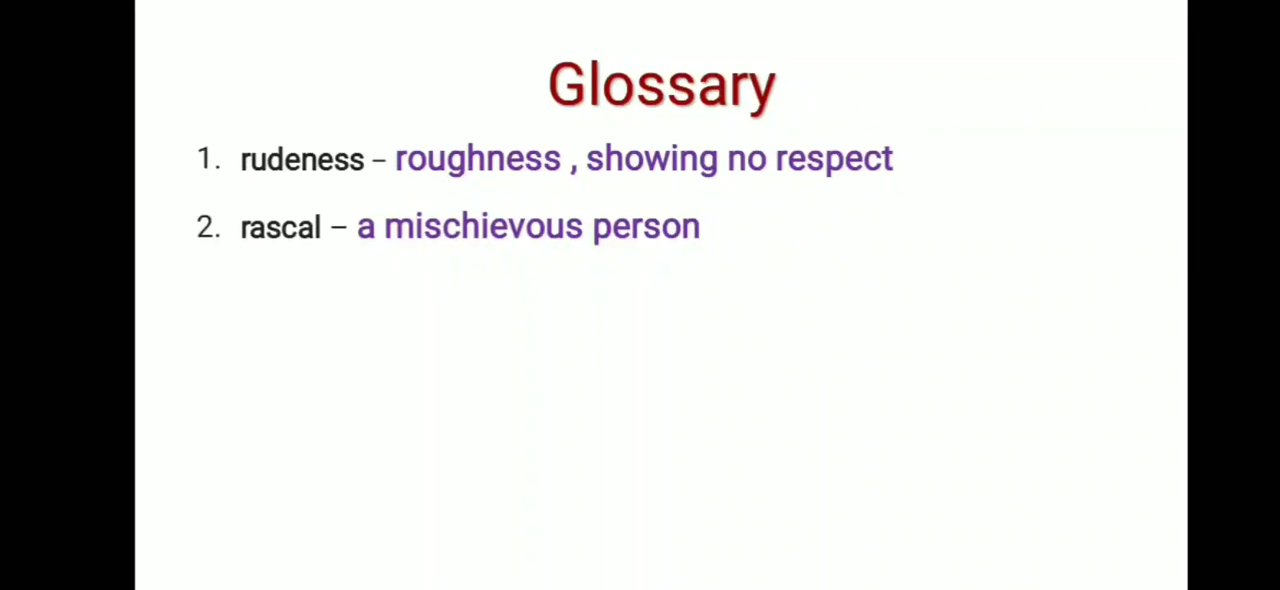 Glossary
1. rudeness – roughness , showing no respect
2. rascal – a mischievous person